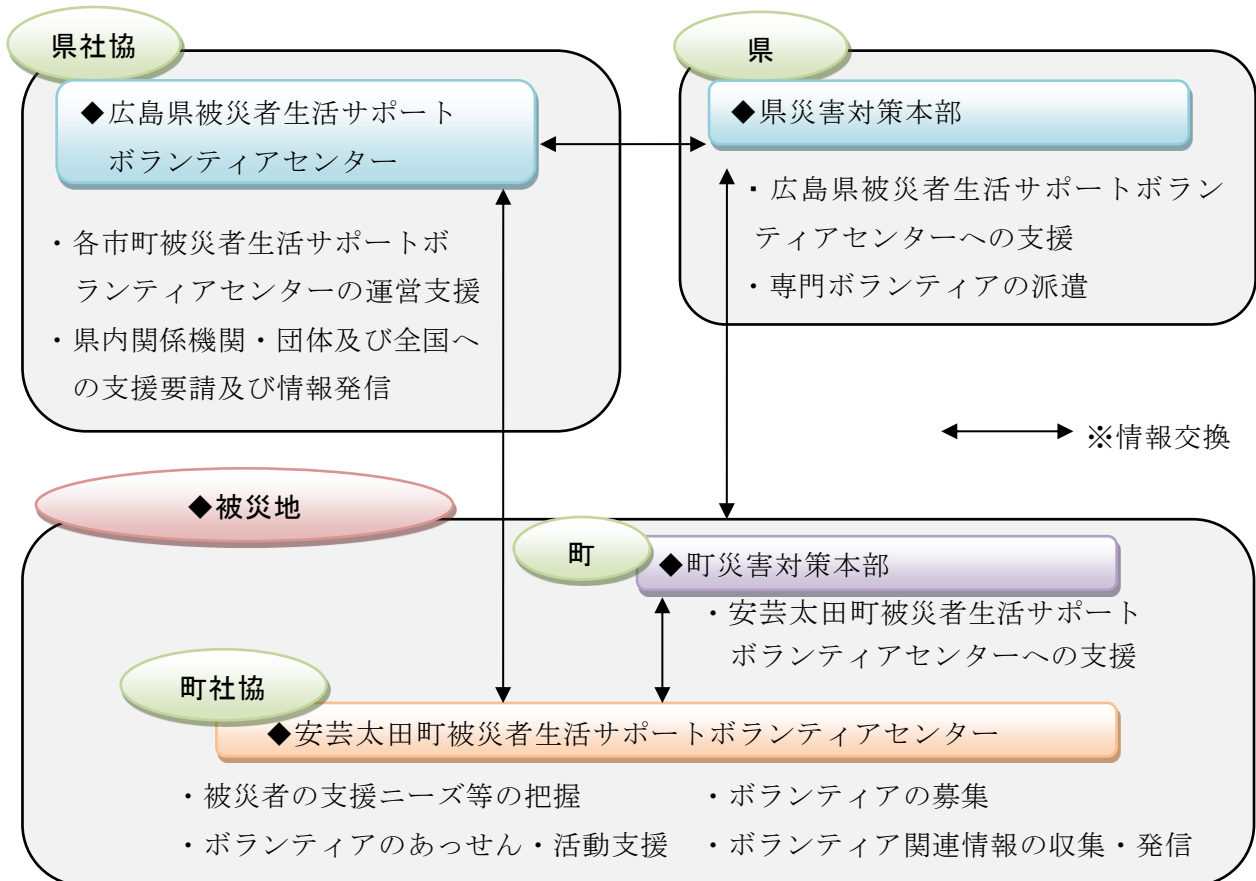 県社協
◆広島県被災者生活サポート
ボランティアセンター
・各市町被災者生活サポートボ
ランティアセンターの運営支援
・県内関係機関・団体及び全国へ
の支援要請及び情報発信
県
◆県災害対策本部
・広島県被災者生活サポートボラン
ティアセンターへの支援
・専門ボランティアの派遣
※情報交換
◆被災地
町
◆町災害対策本部
・安芸太田町被災者生活サポート
ボランティアセンターへの支援
町社協
◆安芸太田町被災者生活サポートボランティアセンター
・被災者の支援ニーズ等の把握
・ボランティアの募集
・ボランティアのあっせん・活動支援
・ボランティア関連情報の収集・発信